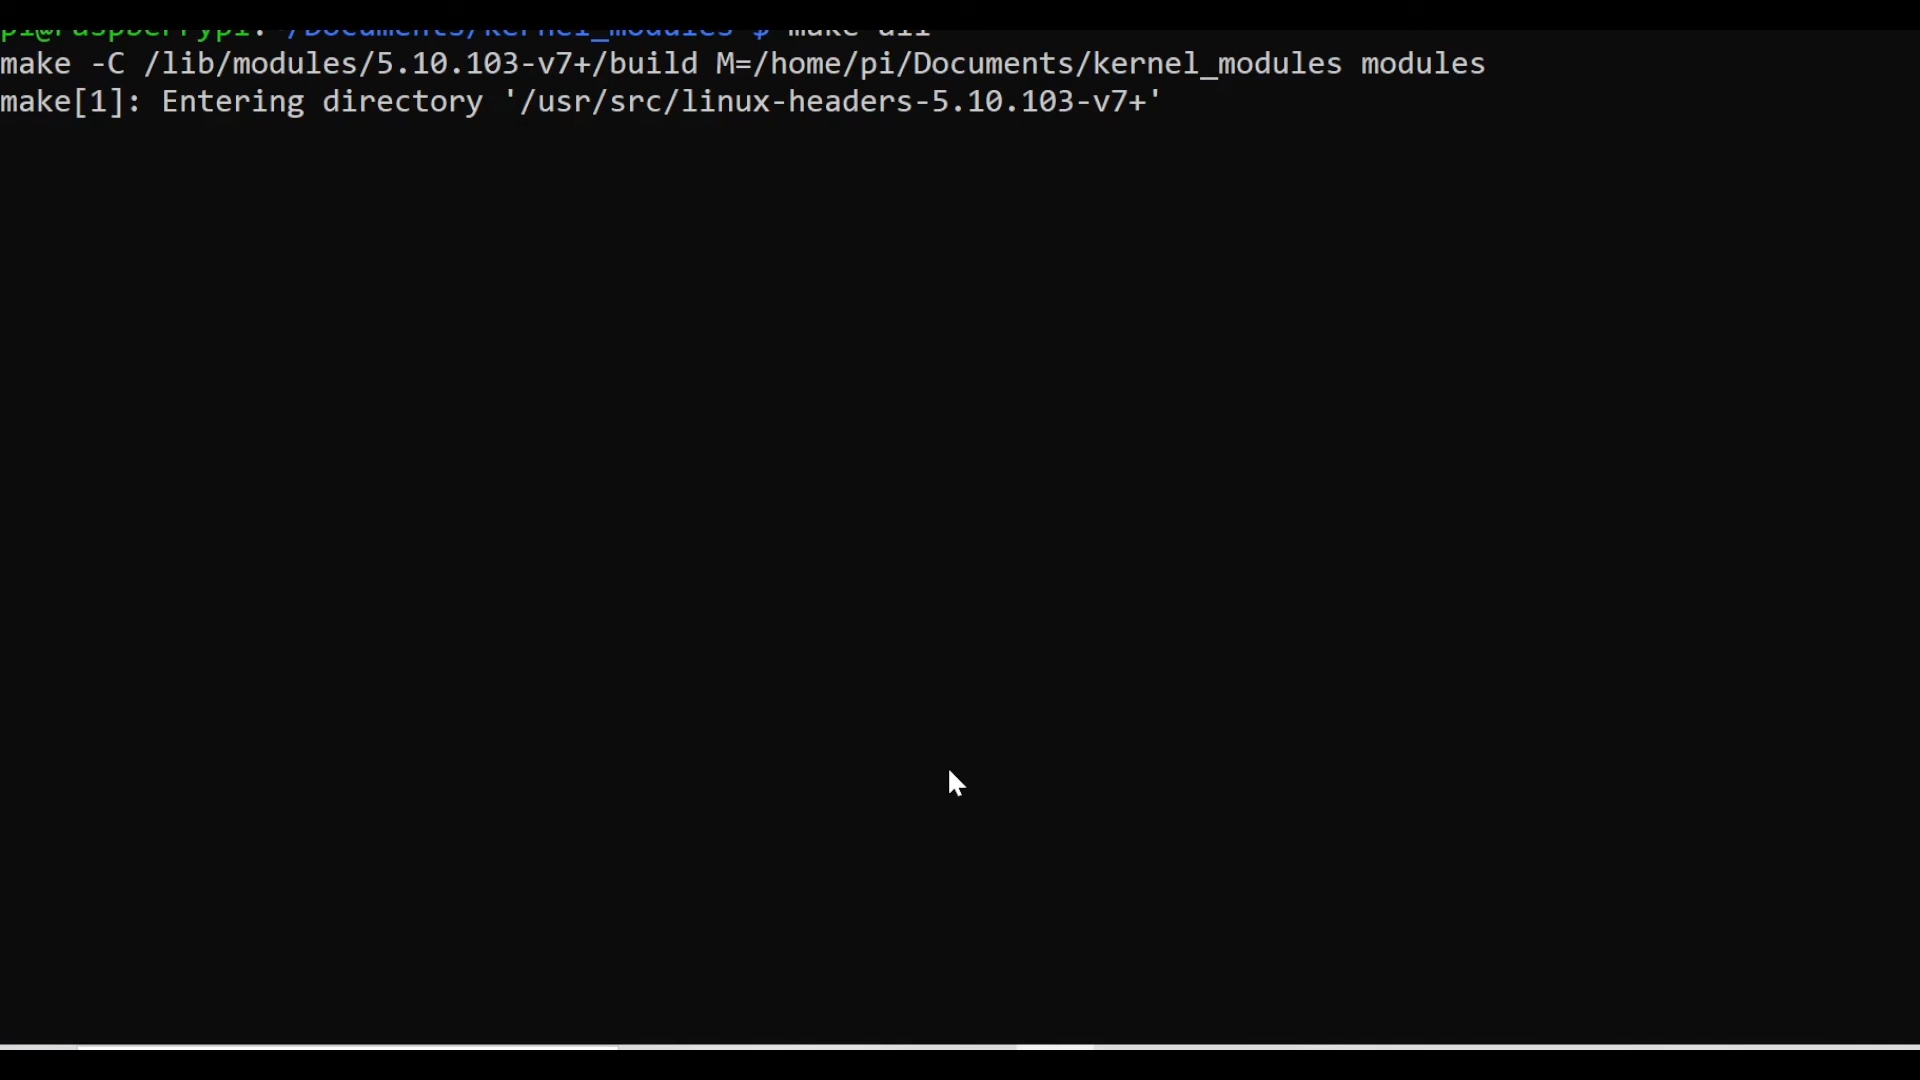 pi@raspberrypi:~/Documents/kernel_modules $ make all
make -C /lib/modules/5.10.103-v7+/build M=/home/pi/Documents/kernel_modules modules
make[1]: Entering directory '/usr/src/linux-headers-5.10.103-v7+'